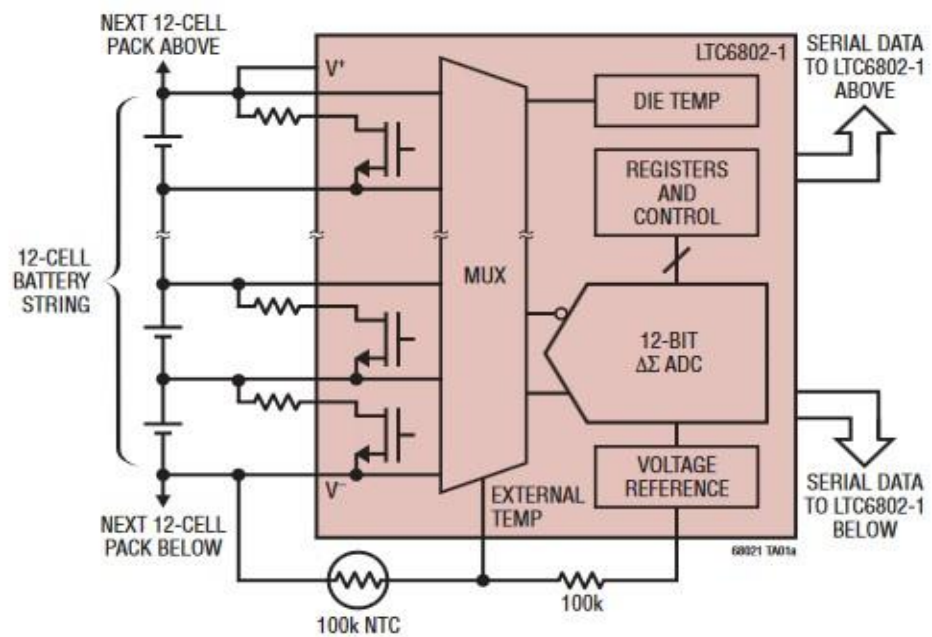 NEXT 12-CELL
PACK ABOVE
V+
LTC6802-1
SERIAL DATA
TO LTC6802-1
ABOVE
DIE TEMP
REGISTERS
AND
CONTROL
12-CELL
BATTERY
STRING
MUX
12-BIT
ΔΣ ADC
V–
EXTERNAL
TEMP
VOLTAGE
REFERENCE
NEXT 12-CELL
PACK BELOW
SERIAL DATA
TO LTC6802-1
BELOW
68021 TA01a
100k NTC
100k